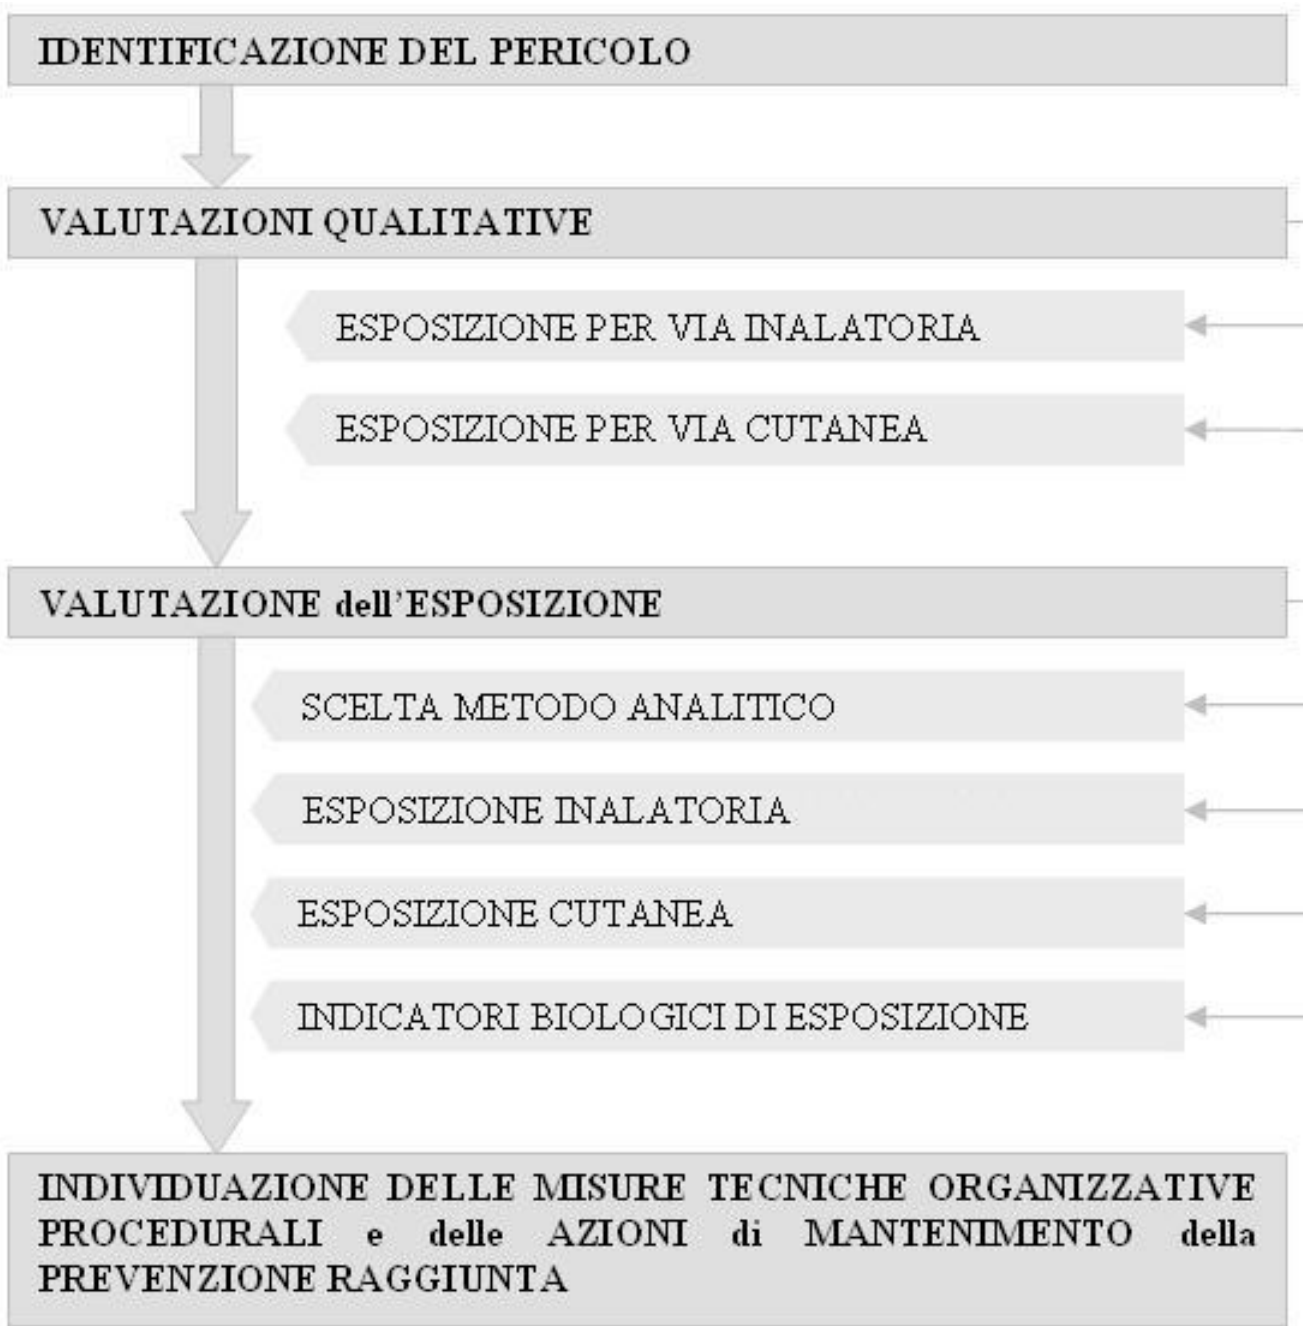 IDENTIFICAZIONE DEL PERICOLO
VALUTAZIONI QUALITATIVE
ESPOSIZIONE PER VIA INALATORIA
ESPOSIZIONE PER VIA CUTANEA
VALUTAZIONE dell'ESPOSIZIONE
SCELTA METODO ANALITICO
ESPOSIZIONE INALATORIA
ESPOSIZIONE CUTANEA
INDICATORI BIOLOGICI DI ESPOSIZIONE
INDIVIDUAZIONE DELLE MISURE TECNICHE ORGANIZZATIVE
PROCEDURALI e delle AZIONI di MANTENIMENTO della
PREVENZIONE RAGGIUNTA